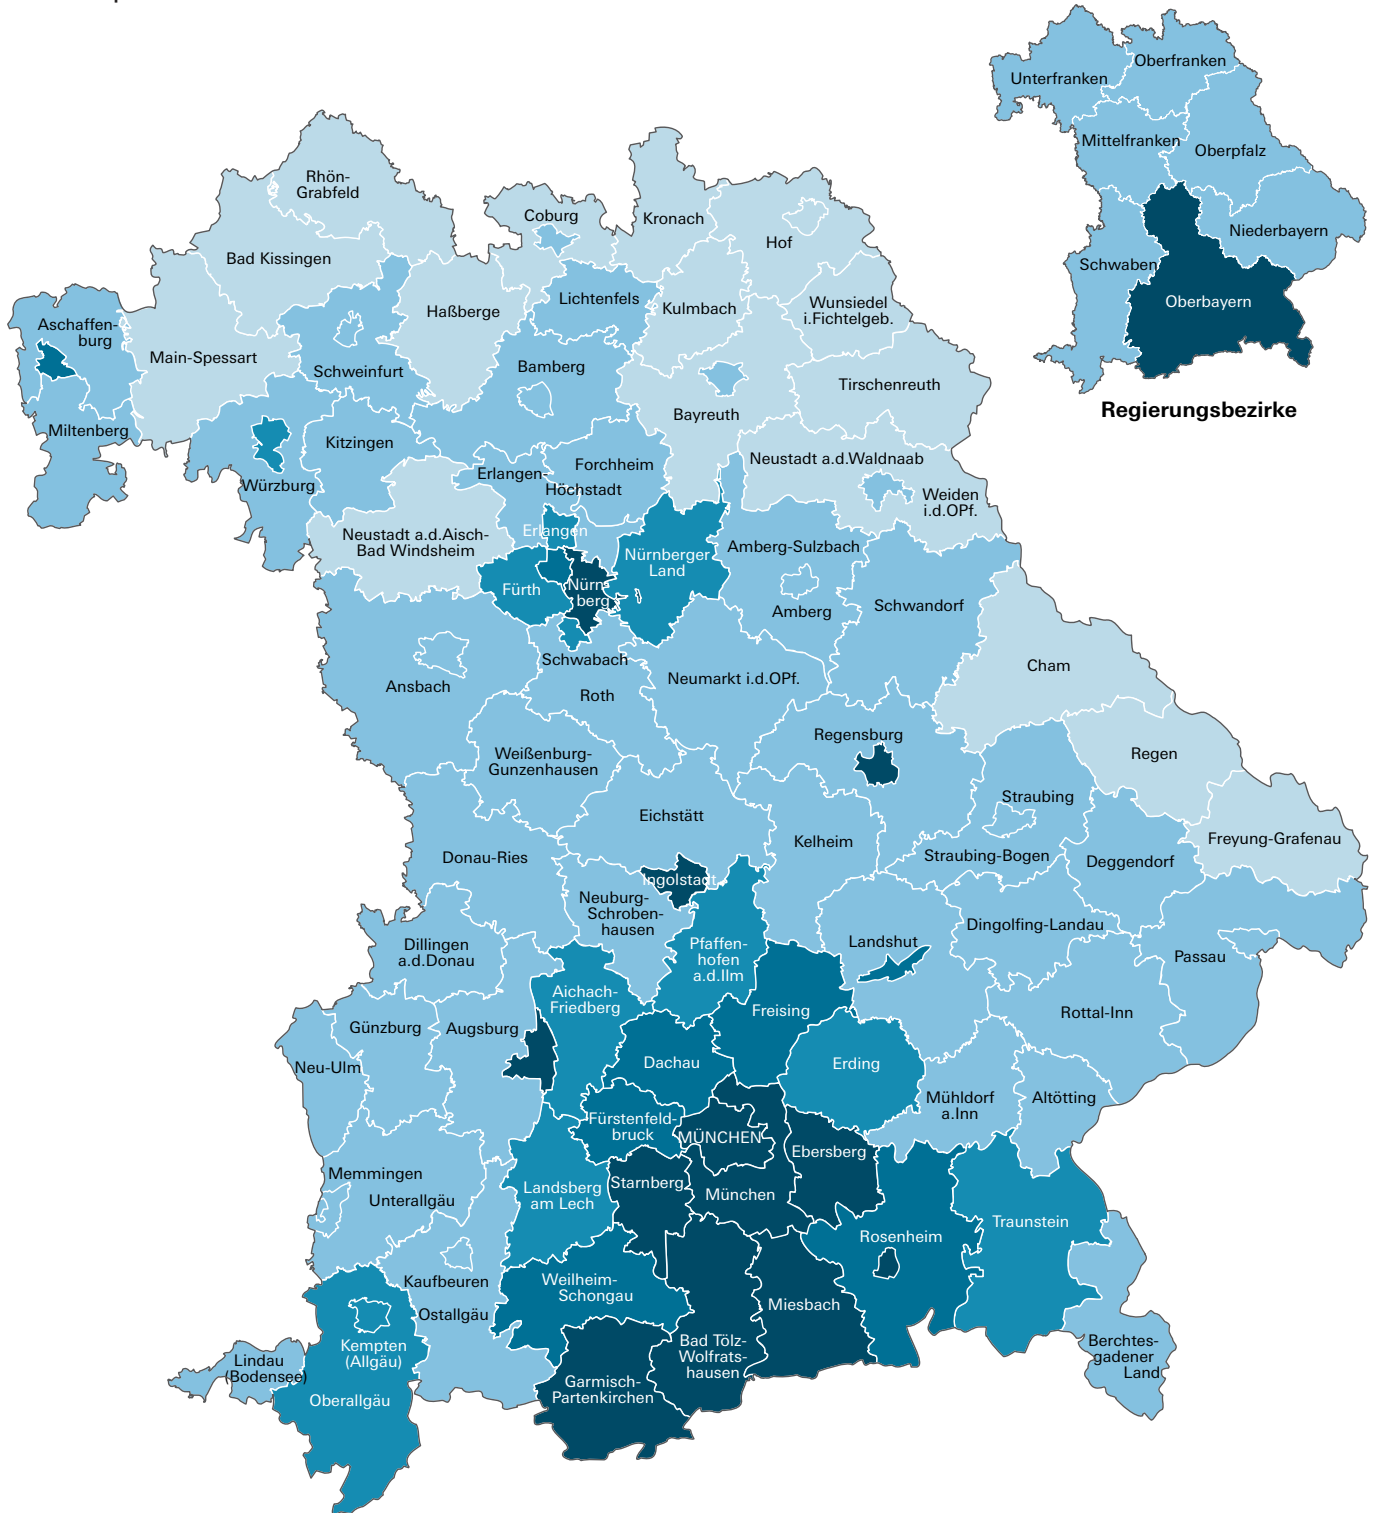 Unterfranken
Oberfranken
Mittelfranken
Oberpfalz
Niederbayern
Schwaben
Oberbayern
Regierungsbezirke
Rhön-
Grabfeld
Coburg
Kronach
Hof
Bad Kissingen
Lichtenfels
Haßberge
Kulmbach
Wunsiedel
i.Fichtelgeb.
Aschaffen-
burg
Main-Spessart
Schweinfurt
Bamberg
Tirschenreuth
Bayreuth
Miltenberg
Kitzingen
Neustadt a.d.Waldnaab
Forchheim
Erlangen-
Höchstadt
Würzburg
Weiden
i.d.OPf.
Neustadt a.d.Aisch-
Bad Windsheim
Erlangen
Nürnberger
Land
Amberg-Sulzbach
Fürth
Nürn-
berg
Amberg
Schwandorf
Schwabach
Cham
Ansbach
Roth
Neumarkt i.d.OPf.
Regensburg
Weißenburg-
Gunzenhausen
Regen
Straubing
Eichstätt
Kelheim
Freyung-Grafenau
Donau-Ries
Straubing-Bogen
Deggendorf
Ingolstadt
Neuburg-
Schroben-
hausen
Dingolfing-Landau
Dillingen
a.d.Donau
Pfaffen-
hofen
a.d.Ilm
Landshut
Passau
Aichach-
Friedberg
Freising
Rottal-Inn
Günzburg
Augsburg
Neu-Ulm
Dachau
Erding
Mühldorf
a.Inn
Altötting
Fürstenfeld-
bruck
MÜNCHEN
Ebersberg
Memmingen
Unterallgäu
Landsberg
am Lech
Starnberg
München
Traunstein
Rosenheim
Kaufbeuren
Weilheim-
Schongau
Ostallgäu
Miesbach
Kempten
(Allgäu)
Bad Tölz-
Wolfrats-
hausen
Berchtes-
gadener
Land
Lindau
(Bodensee)
Oberallgäu
Garmisch-
Partenkirchen